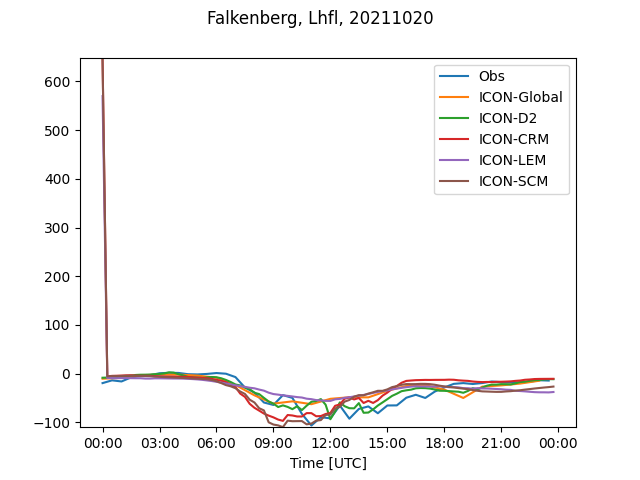 Falkenberg, Lhfl, 20211020
600
500
400
300
200
100
0
−100
Obs
ICON-Global
ICON-D2
ICON-CRM
ICON-LEM
ICON-SCM
00:00 03:00 06:00 09:00 12:00 15:00 18:00 21:00 00:00
Time [UTC]